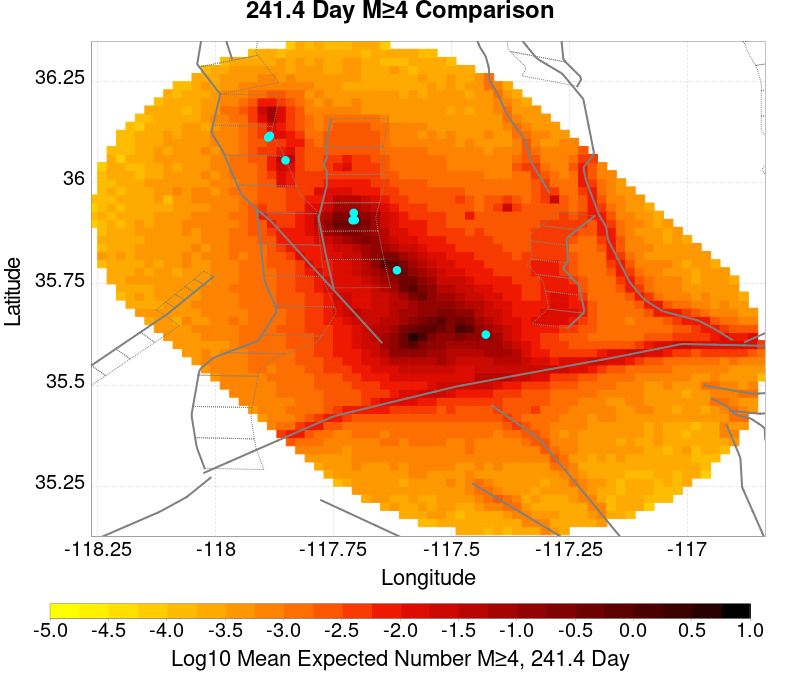 241.4 Day M≥4 Comparison
36.25
36
35.75
35.5
35.25
Latitude
-118.25 -118 -117.75 -117.5 -117.25 -117
Longitude
-5.0 -4.5 -4.0 -3.5 -3.0 -2.5 -2.0 -1.5 -1.0 -0.5 0.0 0.5 1.0
Log10 Mean Expected Number M≥4, 241.4 Day